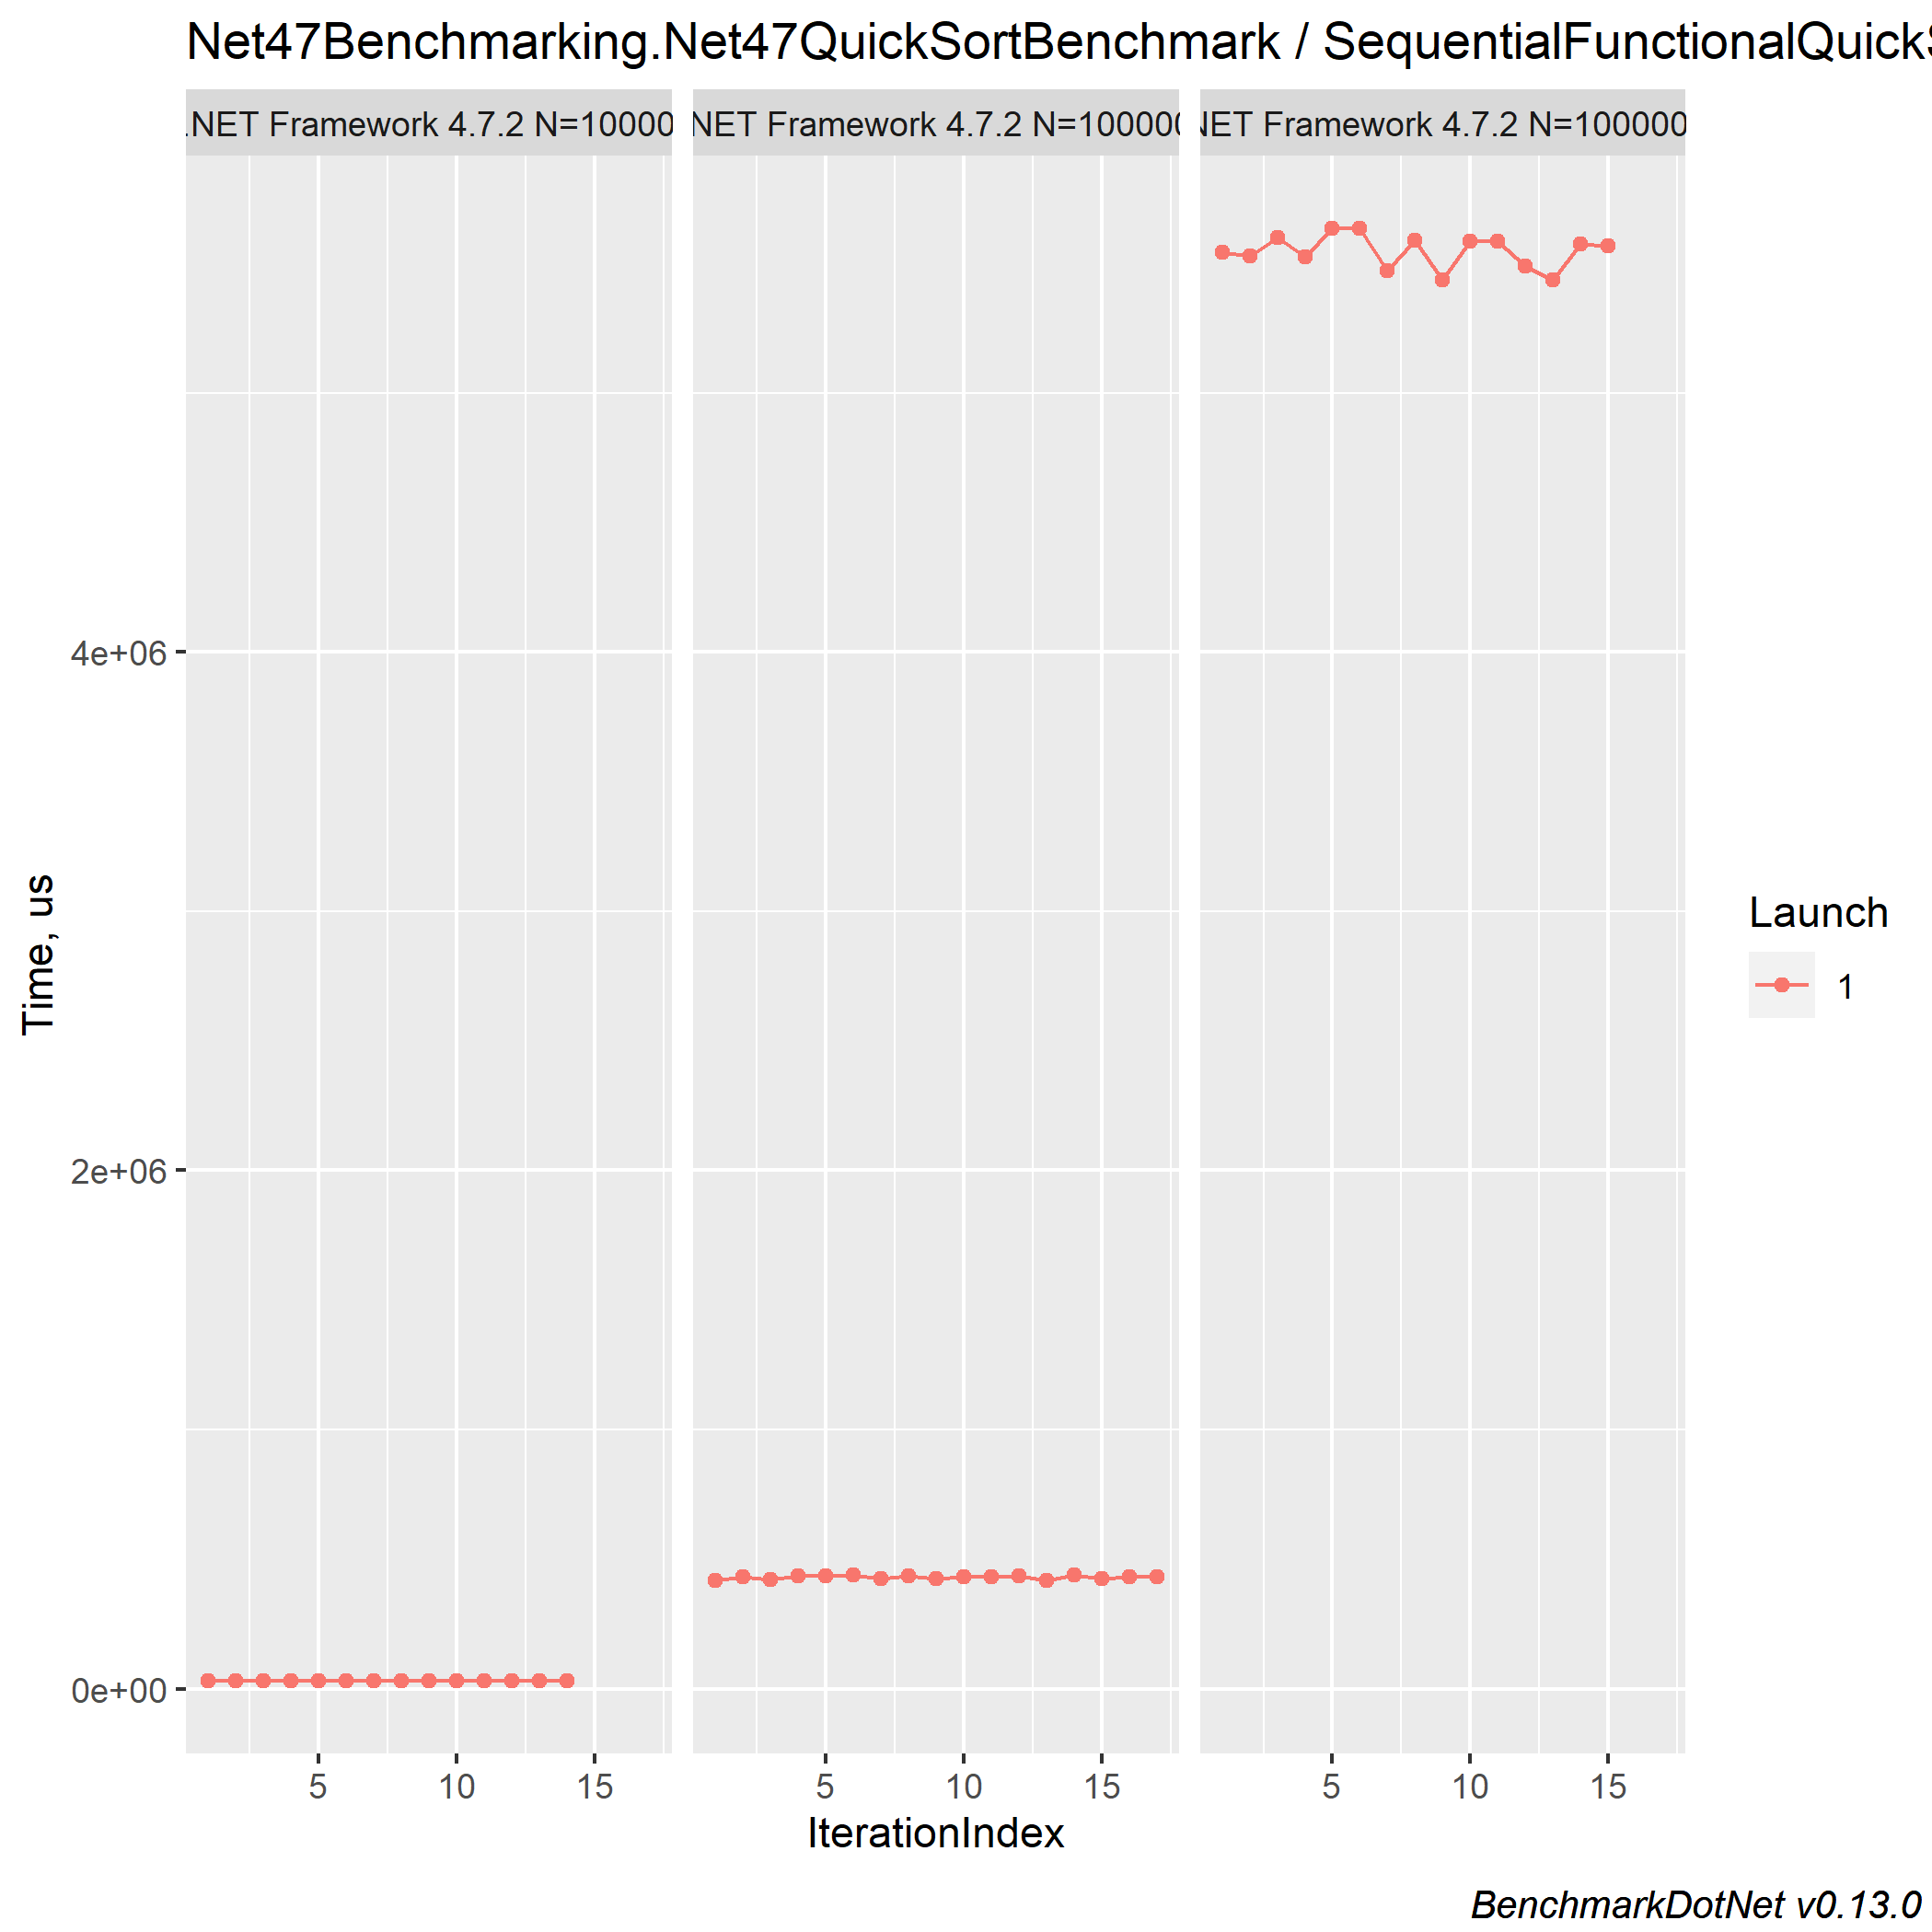 Net47Benchmarking.Net47QuickSortBenchmark / SequentialFunctionalQuick
.NET Framework 4.7.2 N=10000
NET Framework 4.7.2 N=100000
NET Framework 4.7.2 N=100000
4e+06
2e+06
0e+00
Time, us
5 10 15
5 10 15
5 10 15
IterationIndex
Launch
1
BenchmarkDotNet v0.13.0